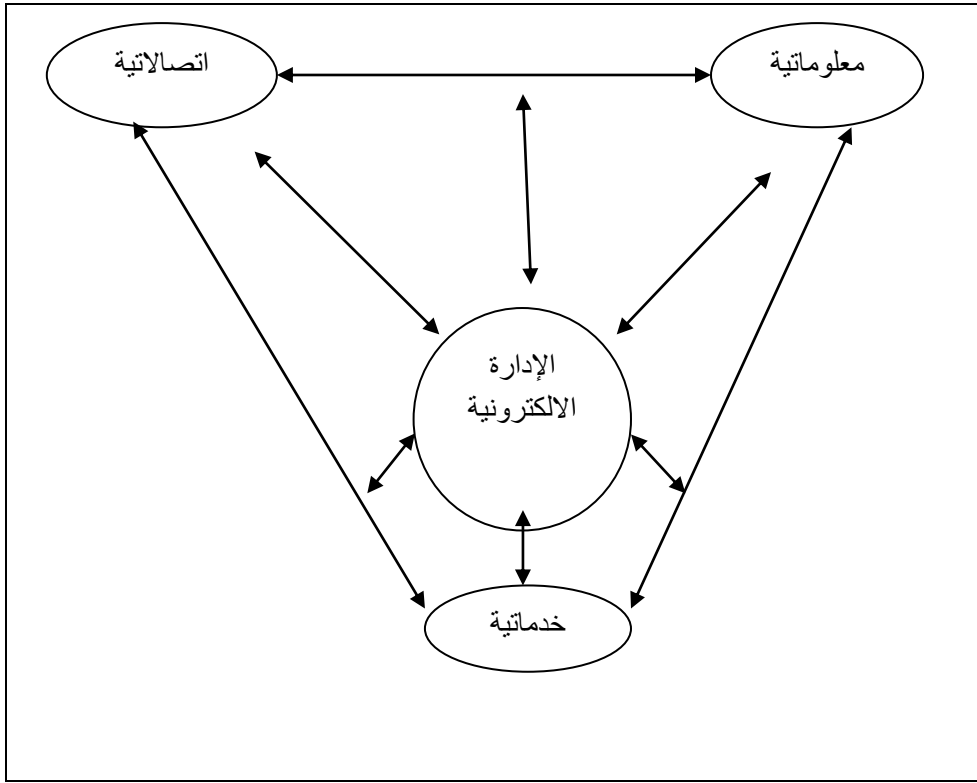 معلوماتية
اتصالاتية
الإدارة
الالكترونية
خدماتية